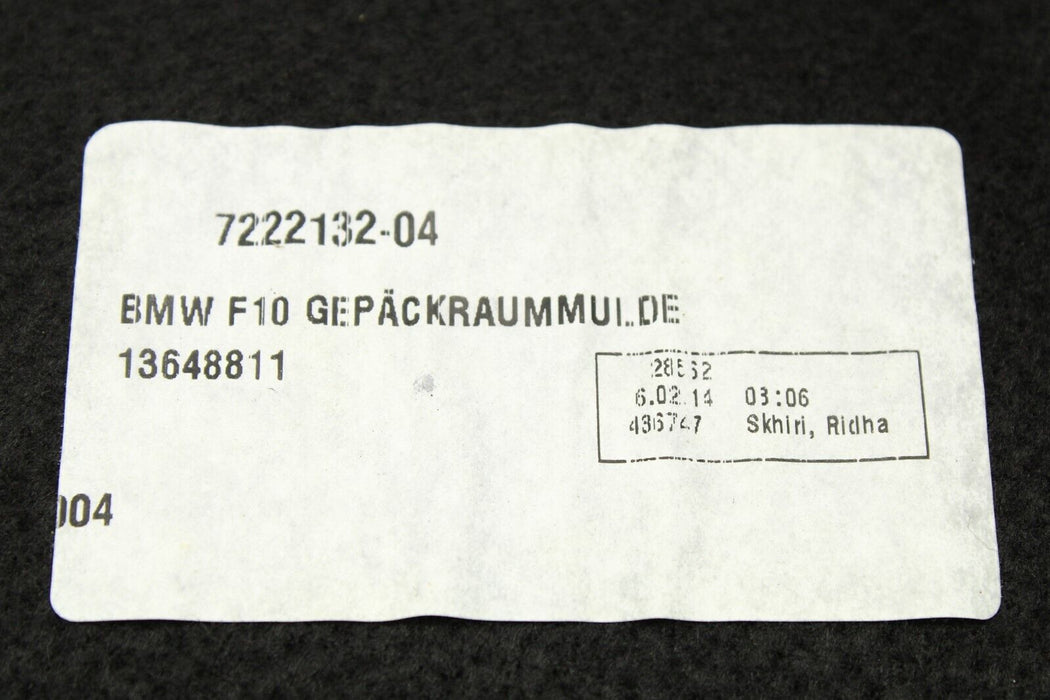 7222132-04
BMW F10 GEPÄCKRAUMMULDE
13648811
28552
6.02.14 03:06
436747 Skhiri, Ridha
004